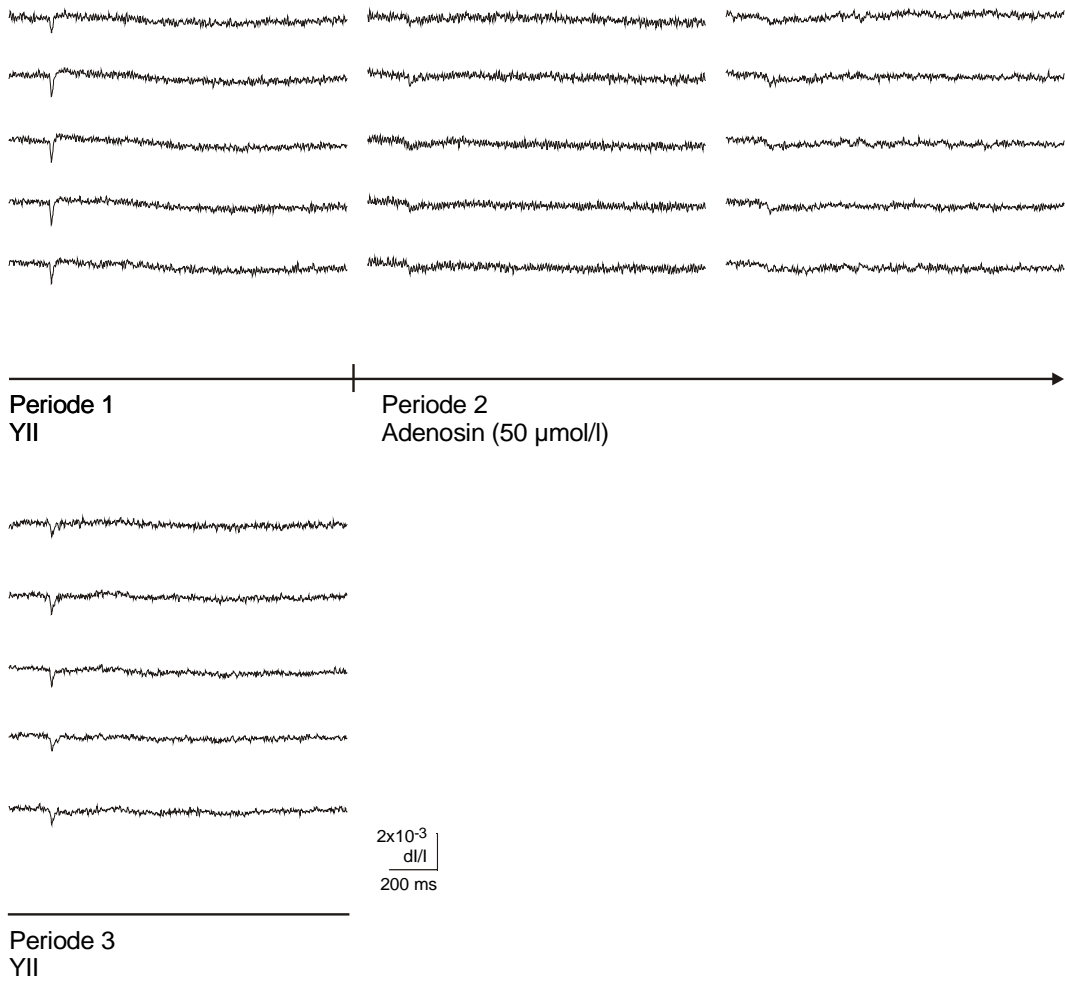 Periode 1
YII
Periode 2
Adenosin (50 µmol/l)
2x10-3
dI/I
200 ms
Periode 3
YII